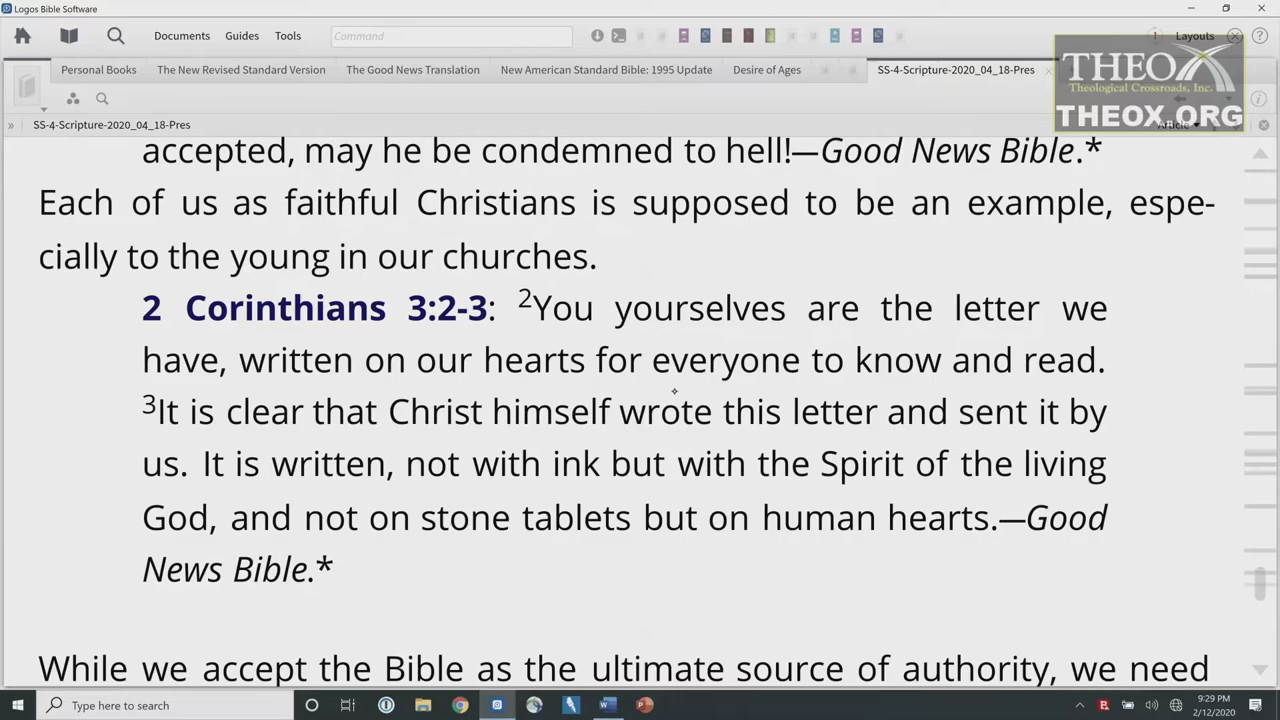 Logos Bible Software
Documents Guides Tools Command Layouts
Personal Books The New Revised Standard Version The Good News Translation New American Standard Bible: 1995 Update Desire of Ages SS-4-Scripture-2020_04_18-Pres
THEOX
Theological Crossroads, Inc.
THEOX.ORG
SS-4-Scripture-2020_04_18-Pres Article
accepted, may he be condemned to hell!—Good News Bible.*
Each of us as faithful Christians is supposed to be an example, espe-
cially to the young in our churches.
2 Corinthians 3:2-3: 2You yourselves are the letter we
have, written on our hearts for everyone to know and read.
3It is clear that Christ himself wrote this letter and sent it by
us. It is written, not with ink but with the Spirit of the living
God, and not on stone tablets but on human hearts.—Good
News Bible.*
While we accept the Bible as the ultimate source of authority, we need
Type here to search
9:29 PM
2/12/2020